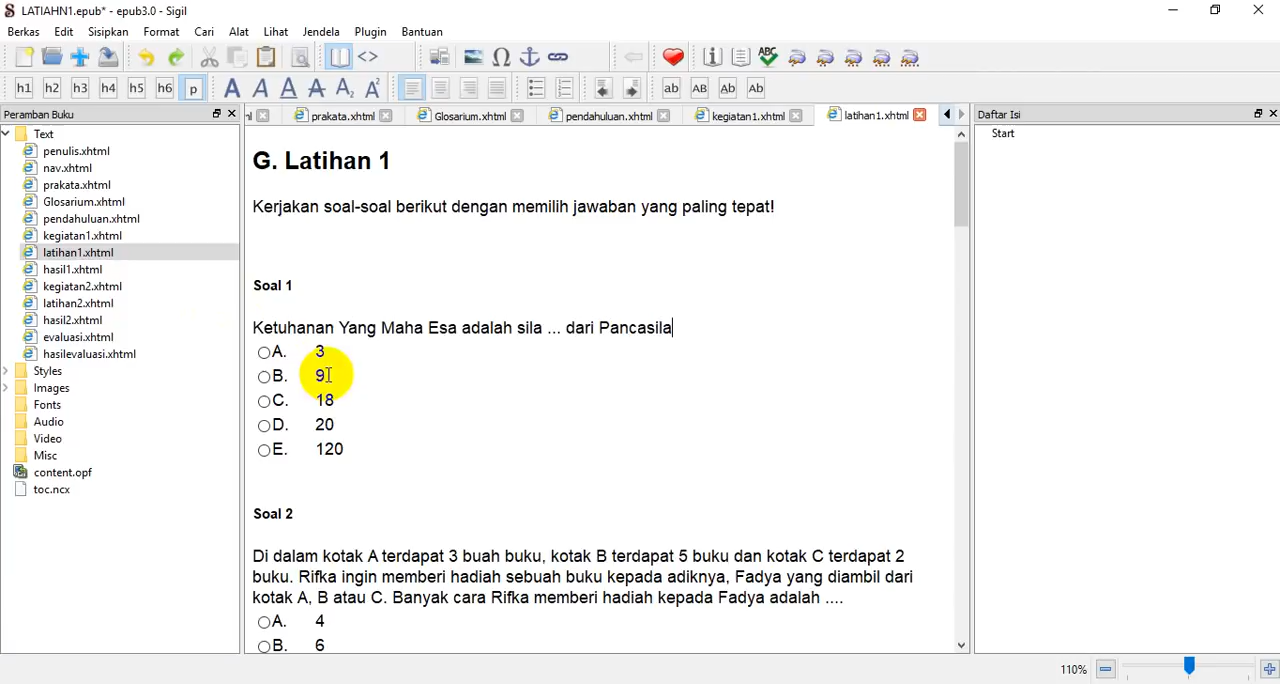 LATIAHN1.epub* - epub3.0 - Sigil
Berkas Edit Sisipkan Format Cari Alat Lihat Jendela Plugin Bantuan
h1 h2 h3 h4 h5 h6 p A A A A A₂ A² ab AB Ab Ab
Peramban Buku
prakata.xhtml Glosarium.xhtml pendahuluan.xhtml kegiatan1.xhtml latihan1.xhtml
Daftar Isi
Start
Text
penulis.xhtml
nav.xhtml
prakata.xhtml
Glosarium.xhtml
pendahuluan.xhtml
kegiatan1.xhtml
latihan1.xhtml
hasil1.xhtml
kegiatan2.xhtml
latihan2.xhtml
hasil2.xhtml
evaluasi.xhtml
hasilevaluasi.xhtml
Styles
Images
Fonts
Audio
Video
Misc
content.opf
toc.ncx
G. Latihan 1
Kerjakan soal-soal berikut dengan memilih jawaban yang paling tepat!
Soal 1
Ketuhanan Yang Maha Esa adalah sila ... dari Pancasila
A. 3
B. 9
C. 18
D. 20
E. 120
Soal 2
Di dalam kotak A terdapat 3 buah buku, kotak B terdapat 5 buku dan kotak C terdapat 2
buku. Rifka ingin memberi hadiah sebuah buku kepada adiknya, Fadya yang diambil dari
kotak A, B atau C. Banyak cara Rifka memberi hadiah kepada Fadya adalah ....
A. 4
B. 6
110%